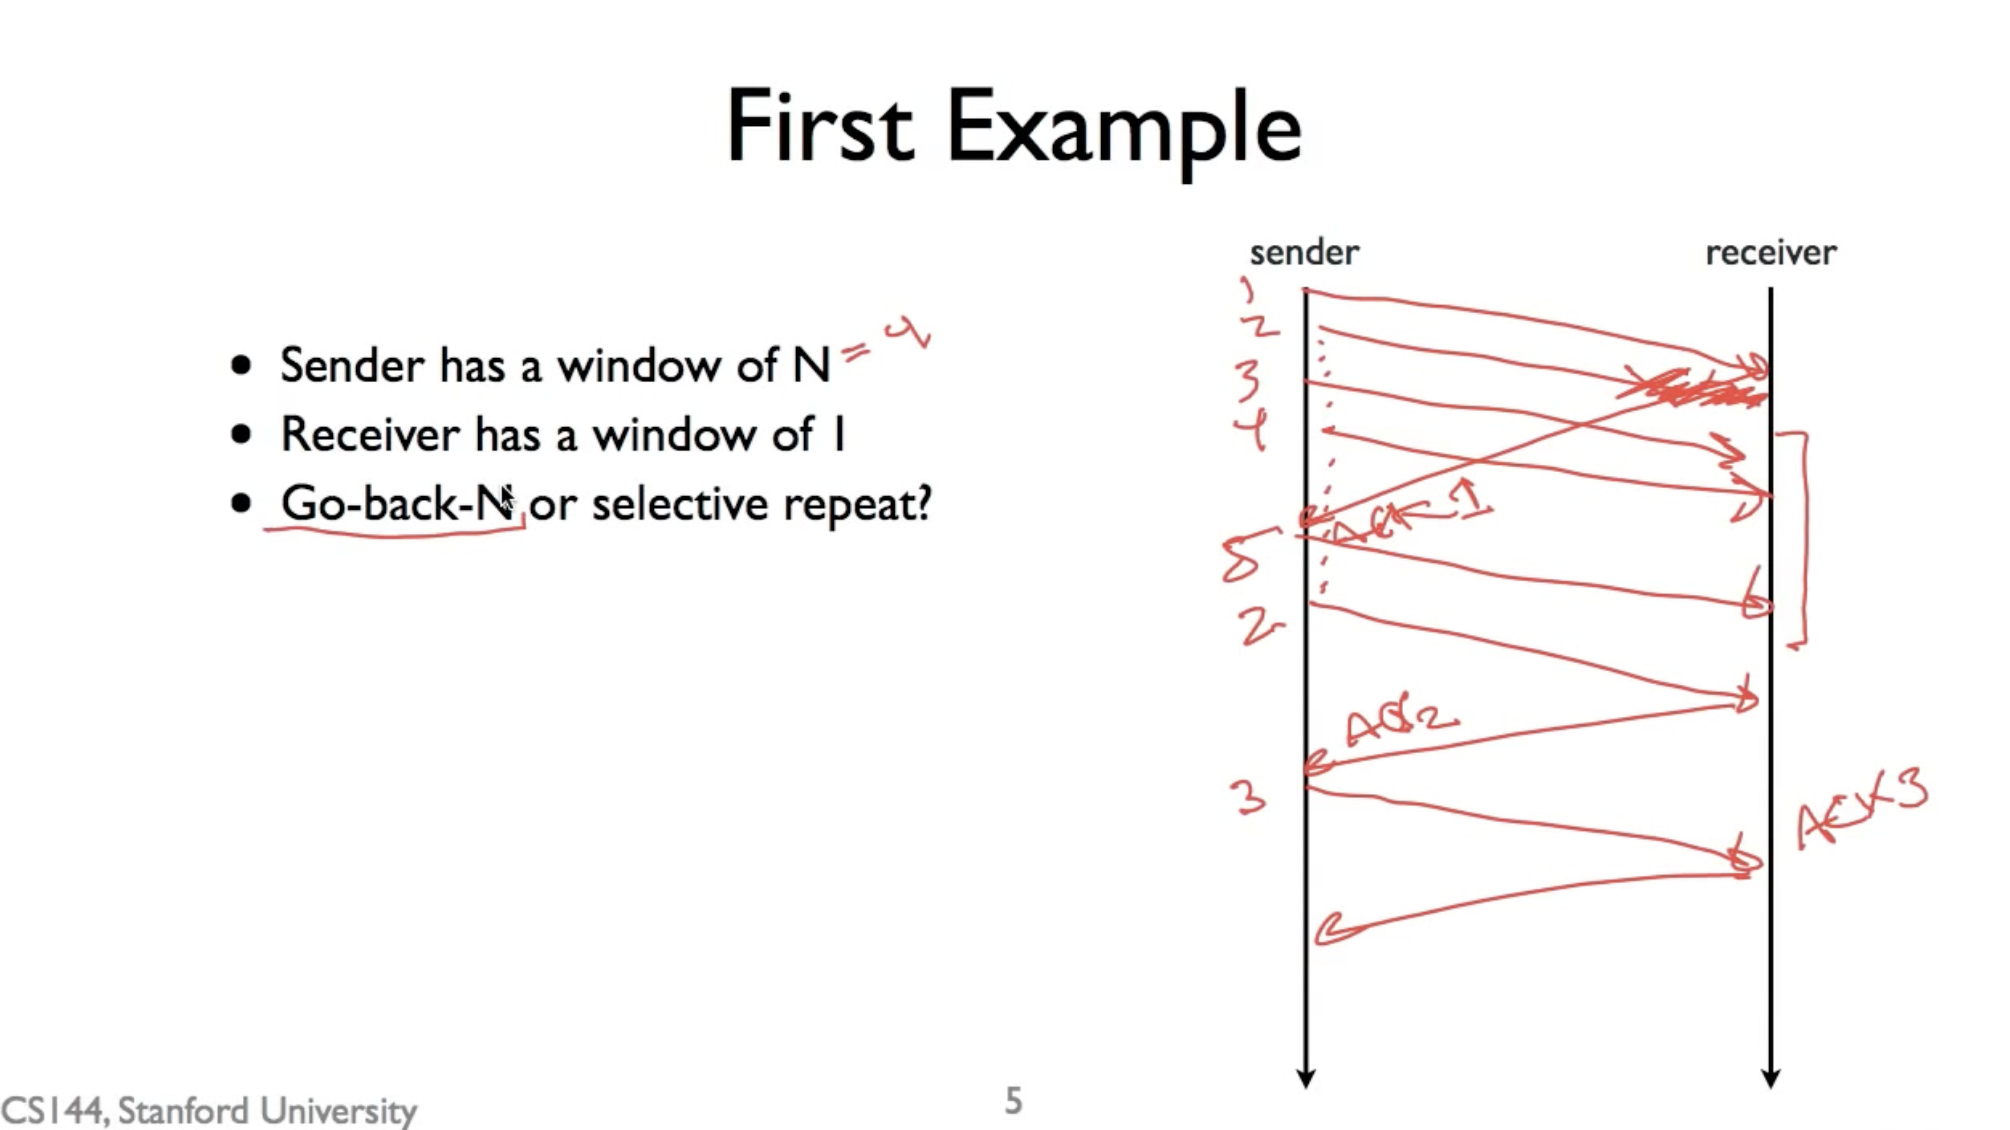 First Example
sender
receiver
• Sender has a window of N = 4
• Receiver has a window of 1
• Go-back-N or selective repeat?
1
2
3
4
ACK 1
5
2
ACK 2
3
ACK 3
CS144, Stanford University
5